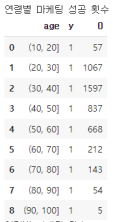 연령별 마케팅 성공 횟수
age y 0
0 (10, 20] 1 57
1 (20, 30] 1 1067
2 (30, 40] 1 1597
3 (40, 50] 1 837
4 (50, 60] 1 668
5 (60, 70] 1 212
6 (70, 80] 1 143
7 (80, 90] 1 54
8 (90, 100] 1 5